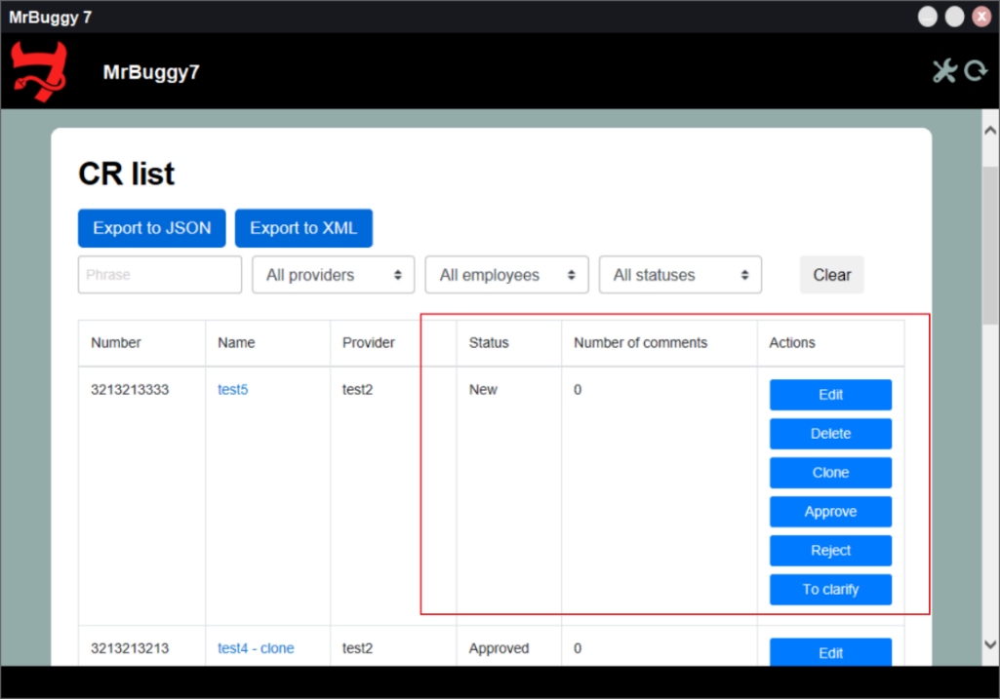 MrBuggy 7
MrBuggy7
CR list
Export to JSON Export to XML
Phrase All providers All employees All statuses Clear
Number Name Provider Status Number of comments Actions
3213213333 test5 test2 New 0 Edit
Delete
Clone
Approve
Reject
To clarify
3213213213 test4 - clone test2 Approved 0 Edit